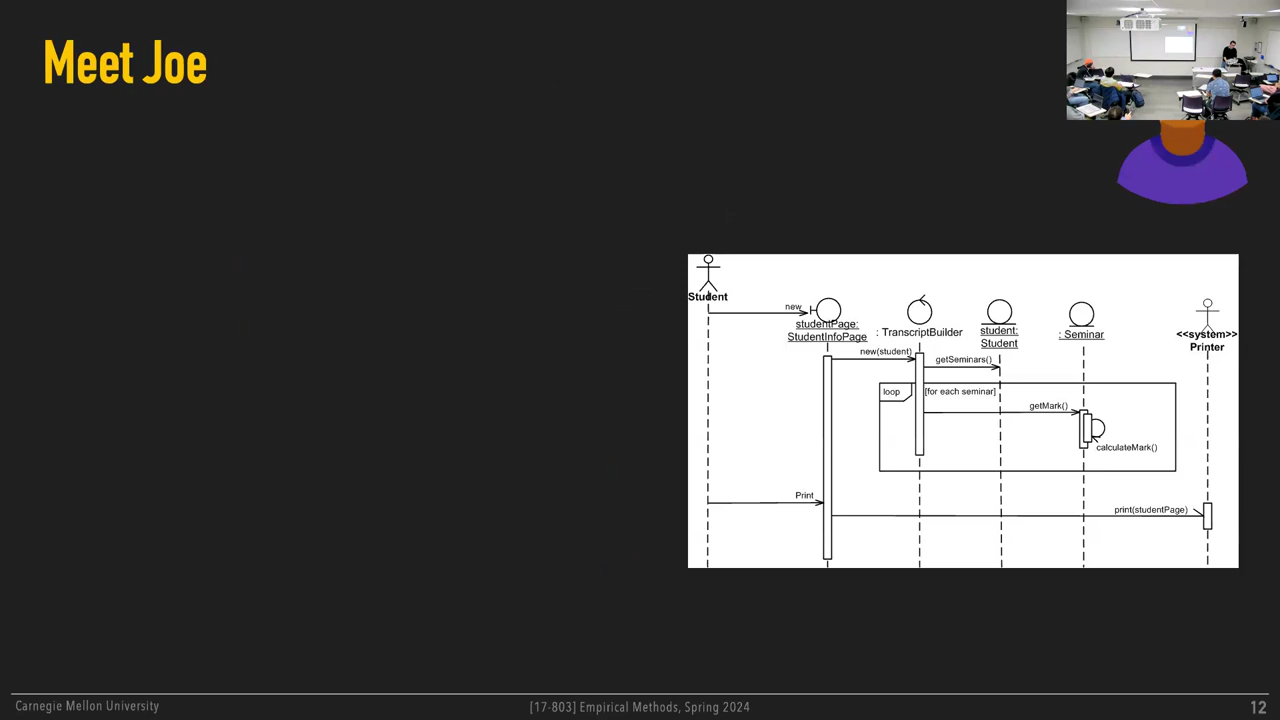 Meet Joe
Student
new
studentPage:
StudentInfoPage
: TranscriptBuilder
student:
Student
: Seminar
<<system>>
Printer
new(student)
getSeminars()
loop
[for each seminar]
getMark()
calculateMark()
Print
print(studentPage)
Carnegie Mellon University
[17-803] Empirical Methods, Spring 2024
12